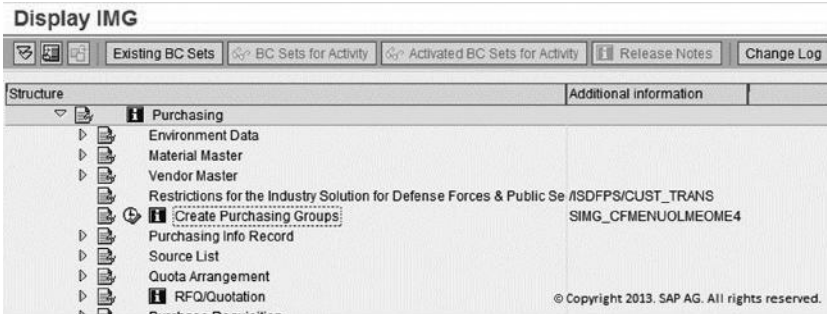 Display IMG
Existing BC Sets BC Sets for Activity Activated BC Sets for Activity Release Notes Change Log
Structure Additional information
Purchasing
Environment Data
Material Master
Vendor Master
Restrictions for the Industry Solution for Defense Forces & Public Se /ISDFPS/CUST_TRANS
Create Purchasing Groups SIMG_CFMENUOLMEOME4
Purchasing Info Record
Source List
Quota Arrangement
RFQ/Quotation © Copyright 2013. SAP AG. All rights reserved.
Purchase Requisition